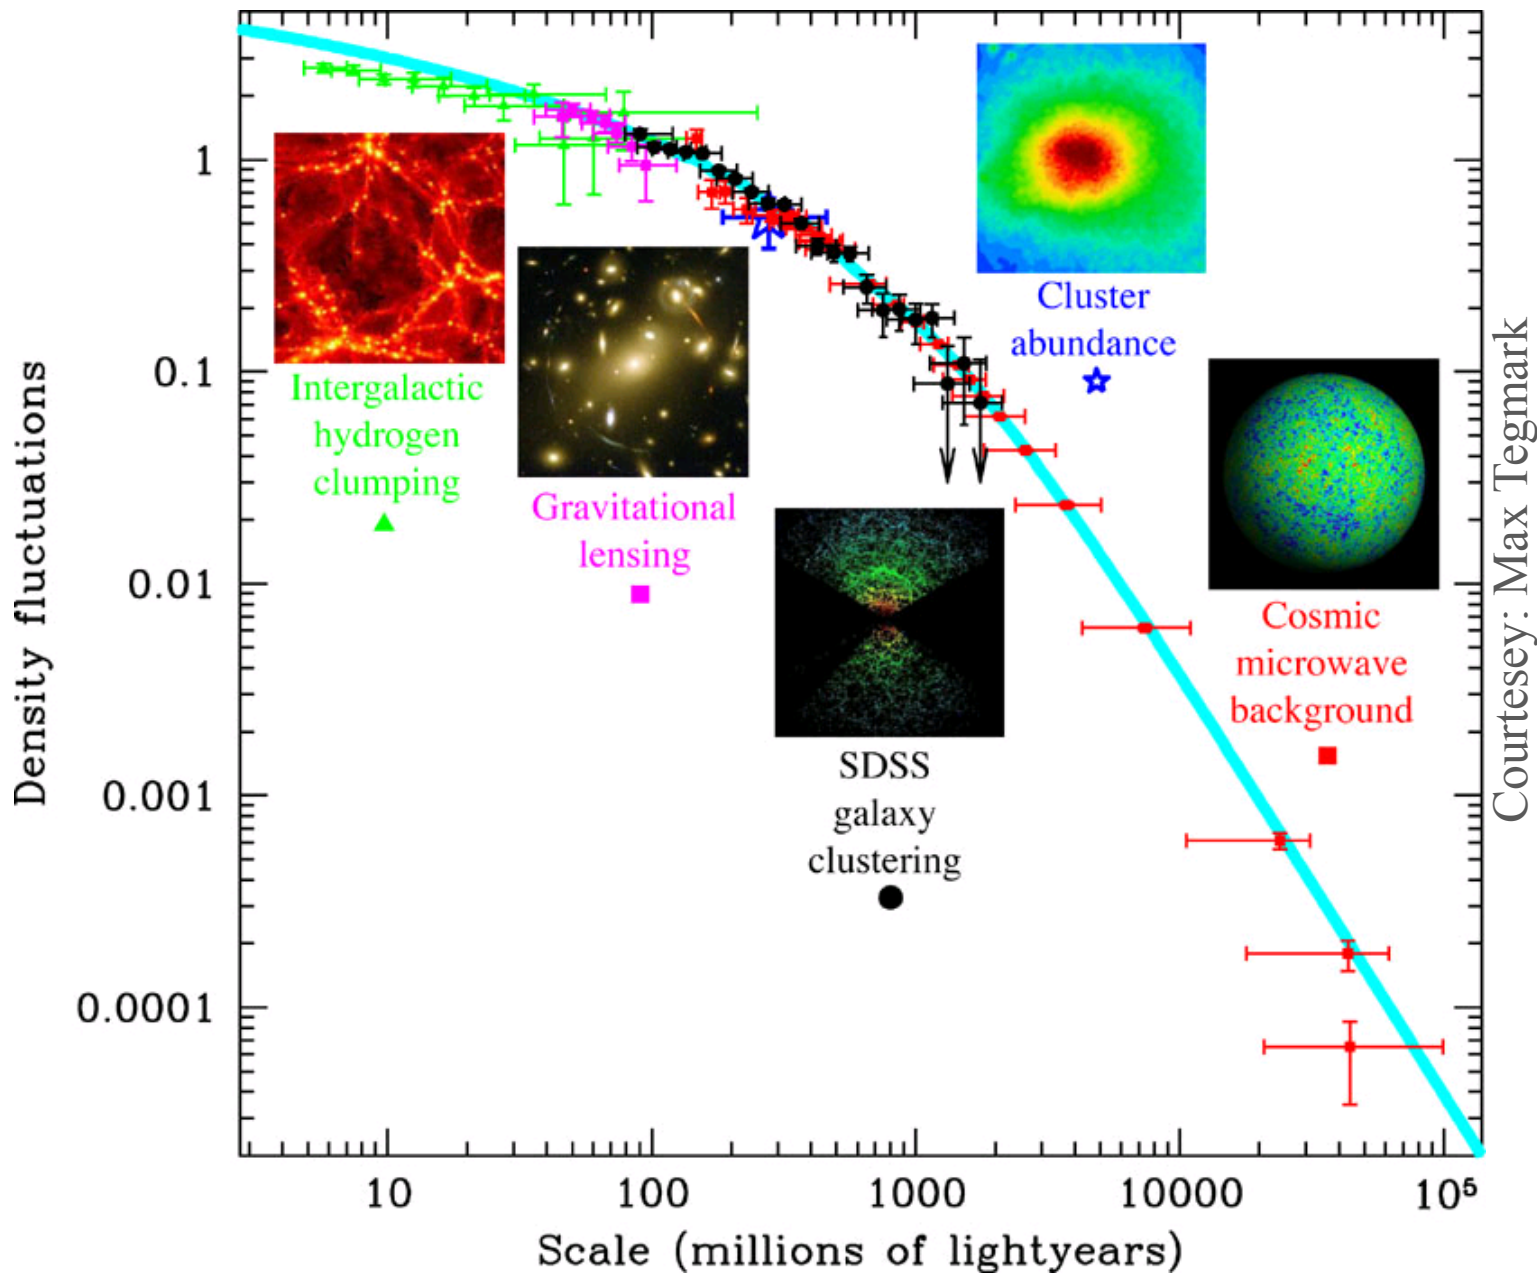 1
0.1
0.01
0.001
0.0001
Density fluctuations
Intergalactic
hydrogen
clumping
Gravitational
lensing
Cluster
abundance
SDSS
galaxy
clustering
Cosmic
microwave
background
10
100
1000
10000
10⁵
Scale (millions of lightyears)
Courtesey: Max Tegmark